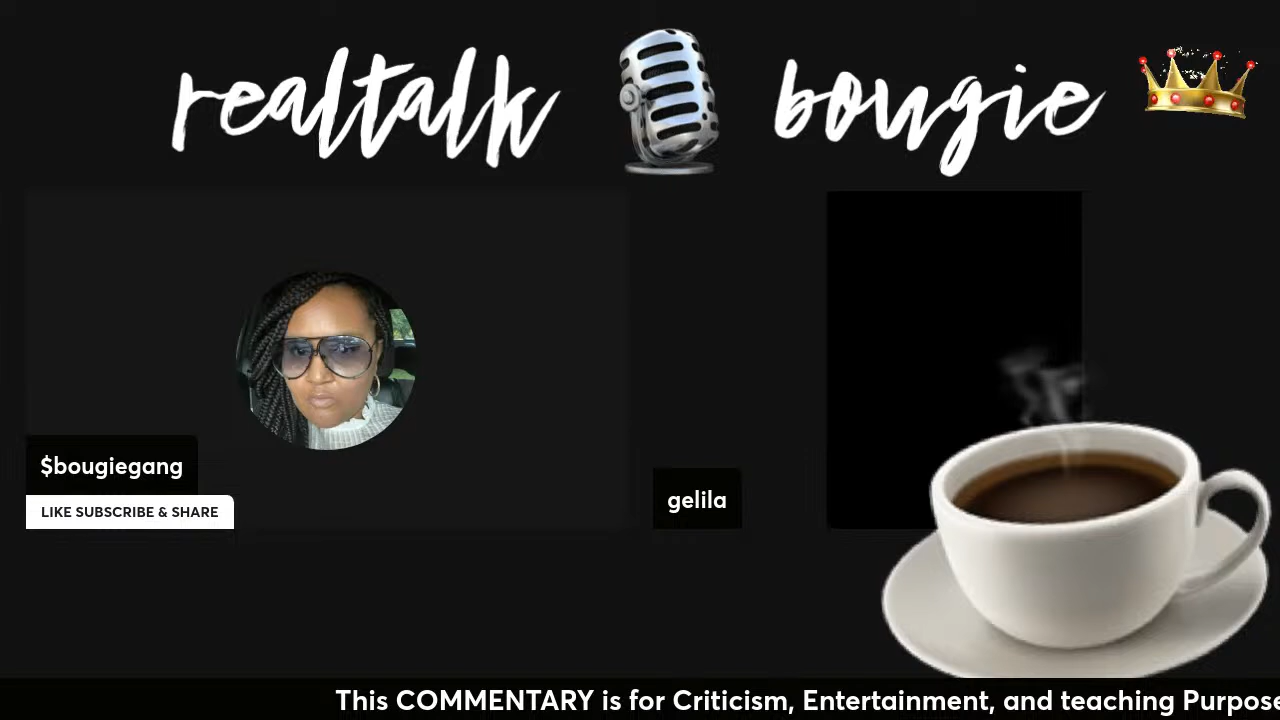 realtalk bougie
$bougiegang
LIKE SUBSCRIBE & SHARE
gelila
This COMMENTARY is for Criticism, Entertainment, and teaching Purpose